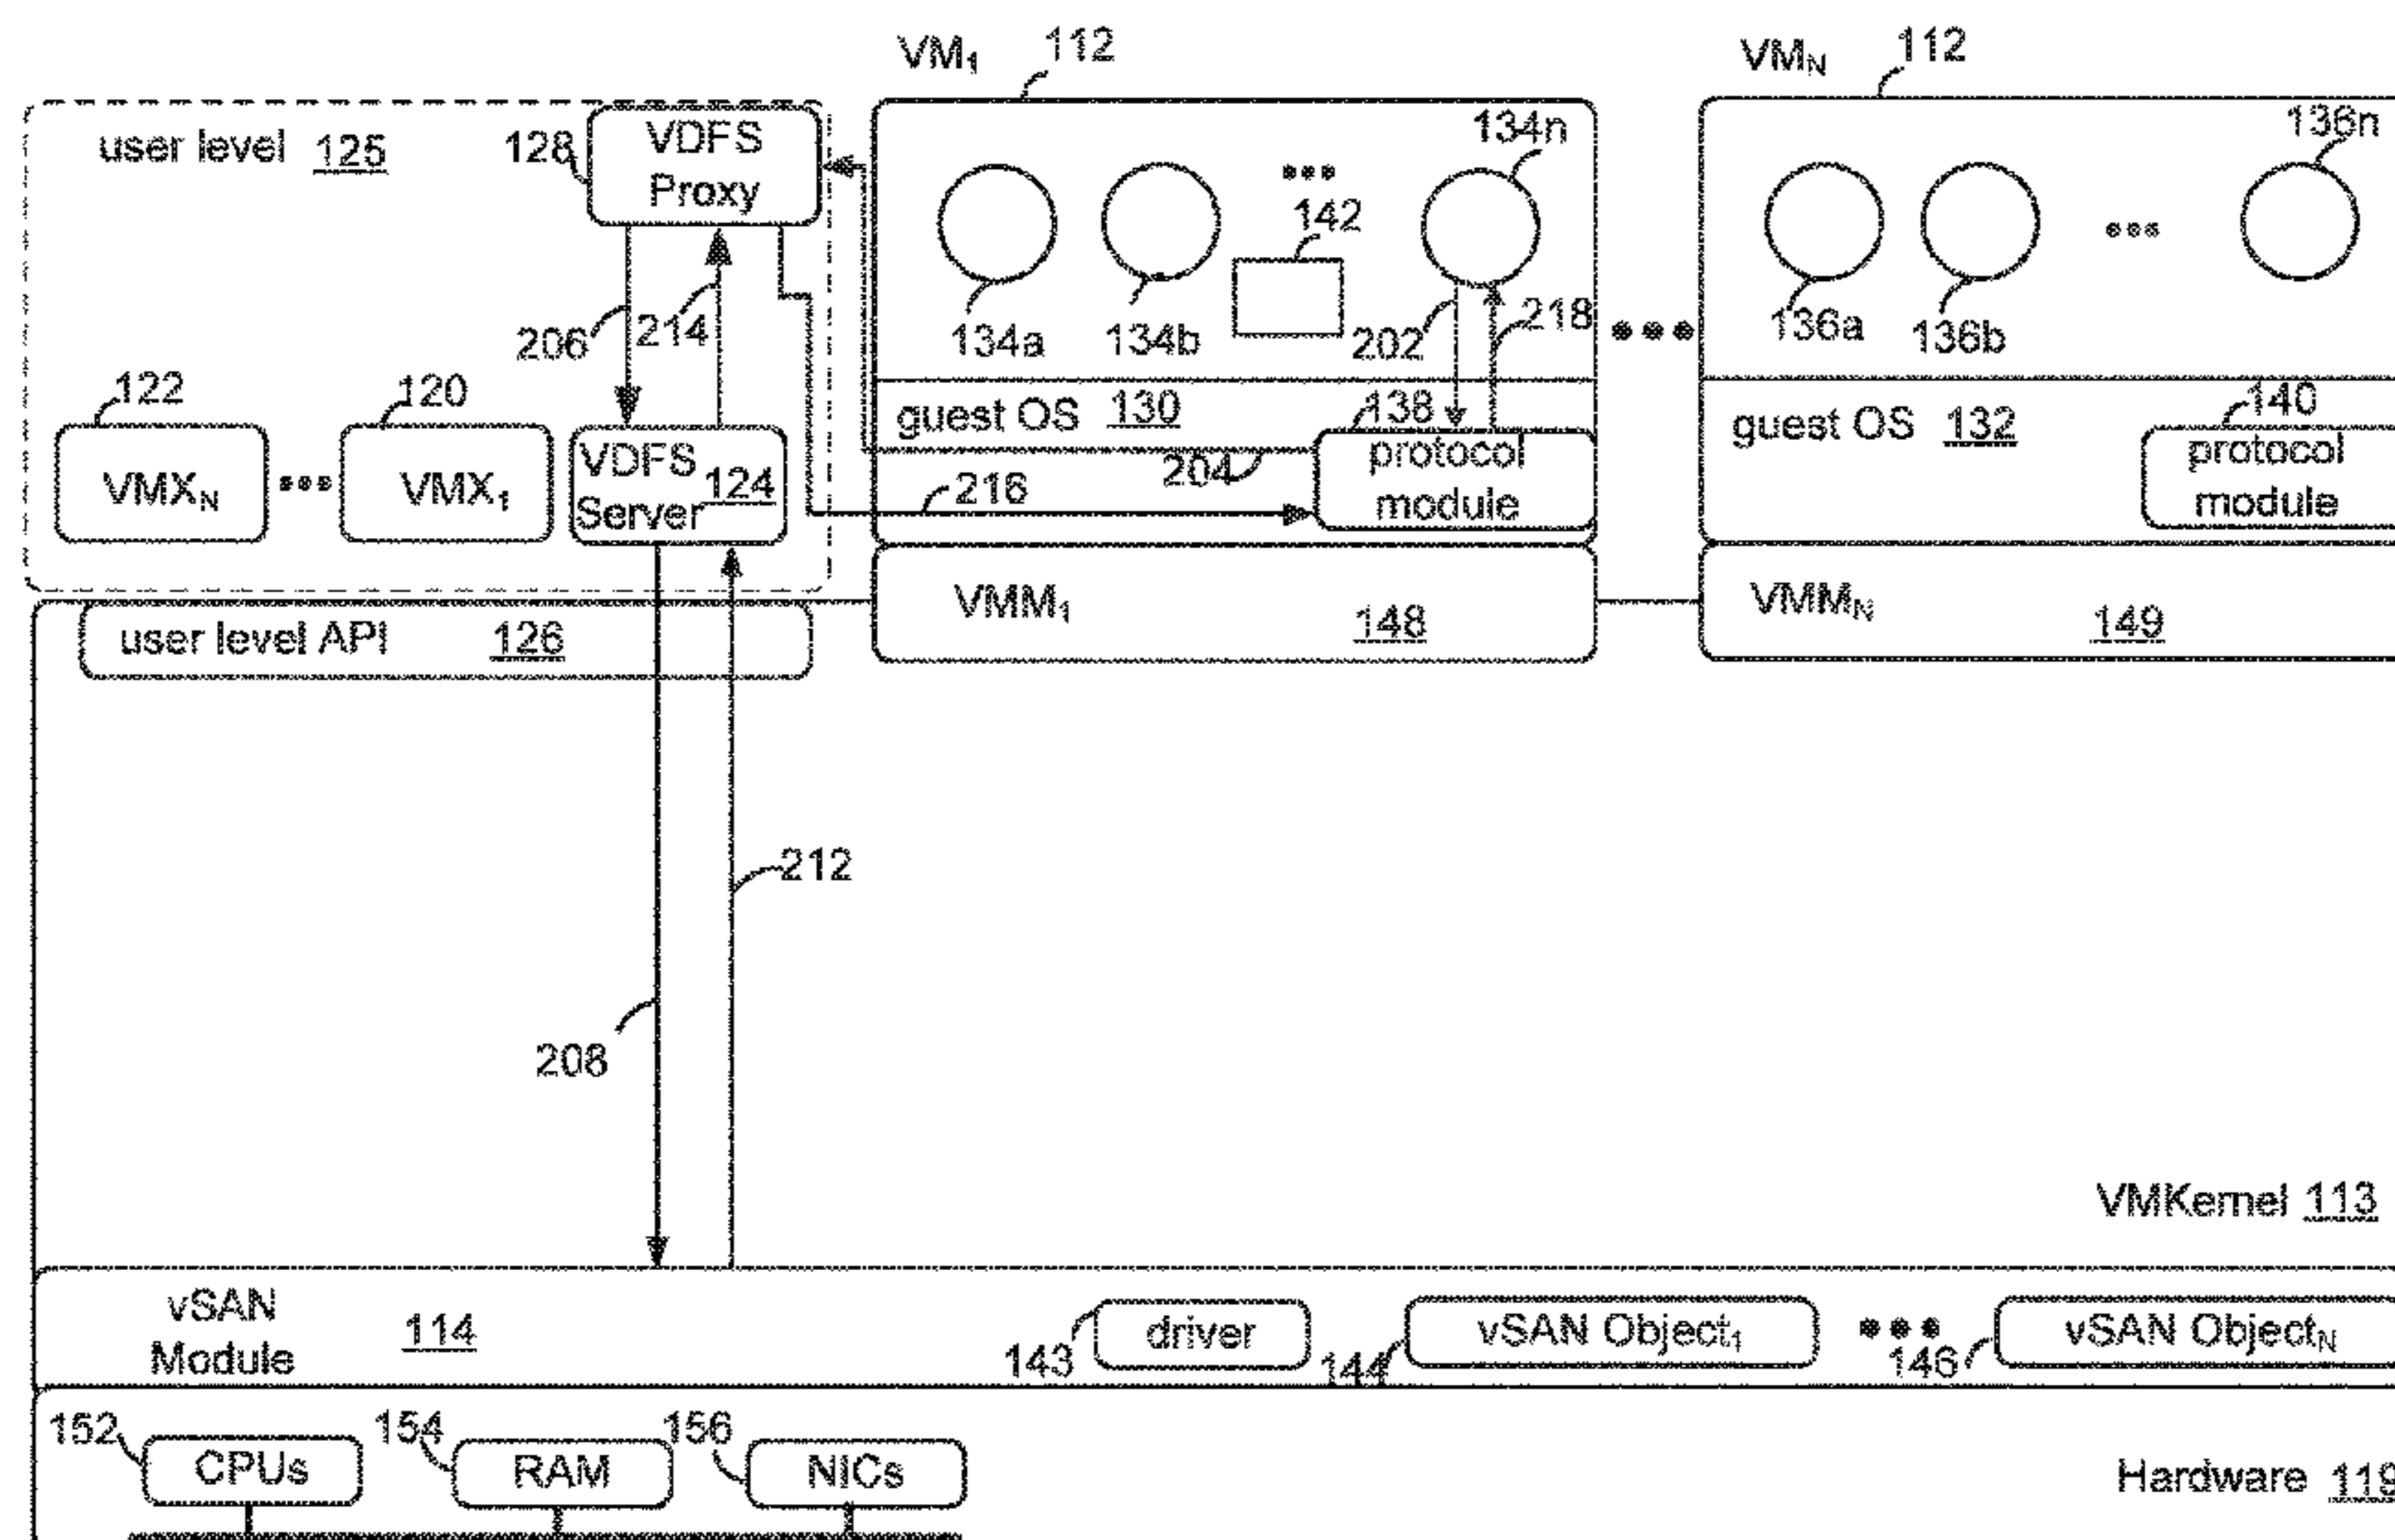 VM₁ 112
VMN 112
user level 125
128
VDFS
Proxy
134n
136n
142
134a
134b
202
218
136a
136b
206
214
122
120
VMXN
VMX₁
VDFS
Server
124
guest OS 130
138
protocol
module
204
216
guest OS 132
140
protocol
module
user level API 126
VMM₁
148
VMMN
149
212
208
VMKernel 113
vSAN
Module
114
143
driver
144
vSAN Object₁
146
vSAN ObjectN
152
CPUs
154
RAM
156
NICs
Hardware 119